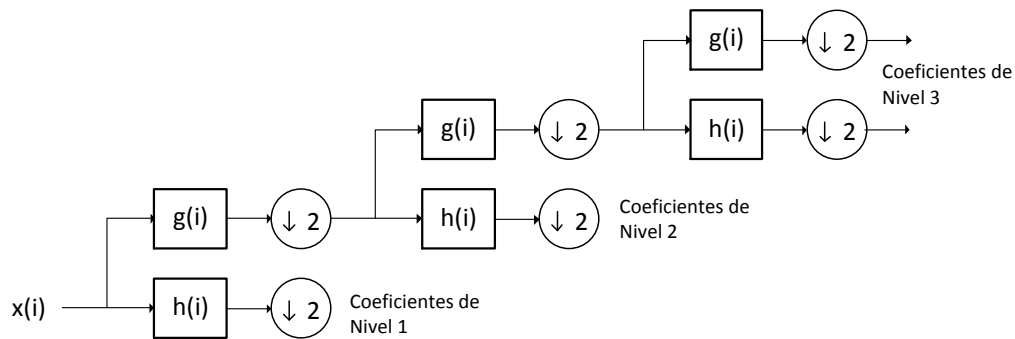 g(i)
↓ 2
Coeficientes de
Nivel 3
g(i)
↓ 2
h(i)
↓ 2
g(i)
↓ 2
h(i)
↓ 2
Coeficientes de
Nivel 2
x(i)
h(i)
↓ 2
Coeficientes de
Nivel 1